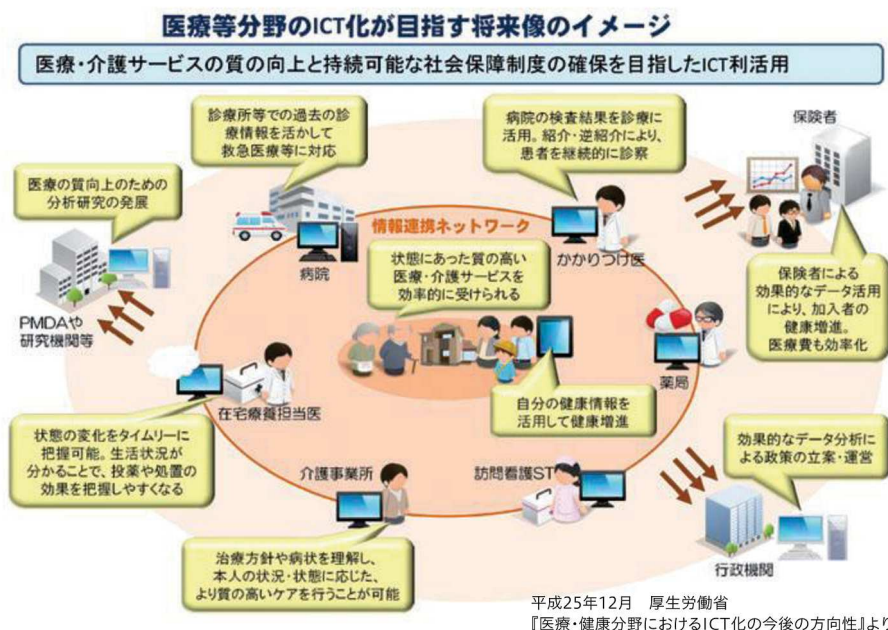 医療等分野のICT化が目指す将来像のイメージ
医療・介護サービスの質の向上と持続可能な社会保障制度の確保を目指したICT利活用
診療所等での過去の診
療情報を活かして
救急医療等に対応
病院の検査結果を診療に
活用。紹介・逆紹介により、
患者を継続的に診察
保険者
医療の質向上のための
分析研究の発展
情報連携ネットワーク
病院
かかりつけ医
状態にあった質の高い
医療・介護サービスを
効率的に受けられる
保険者による
効果的なデータ活用
により、加入者の
健康増進。
医療費も効率化
PMDAや
研究機関等
薬局
在宅療養担当医
自分の健康情報を
活用して健康増進
状態の変化をタイムリーに
把握可能。生活状況が
分かることで、投薬や処置の
効果を把握しやすくなる
効果的なデータ分析に
よる政策の立案・運営
介護事業所
訪問看護ST
治療方針や病状を理解し、
本人の状況・状態に応じた、
より質の高いケアを行うことが可能
行政機関
平成25年12月 厚生労働省
『医療・健康分野におけるICT化の今後の方向性』より